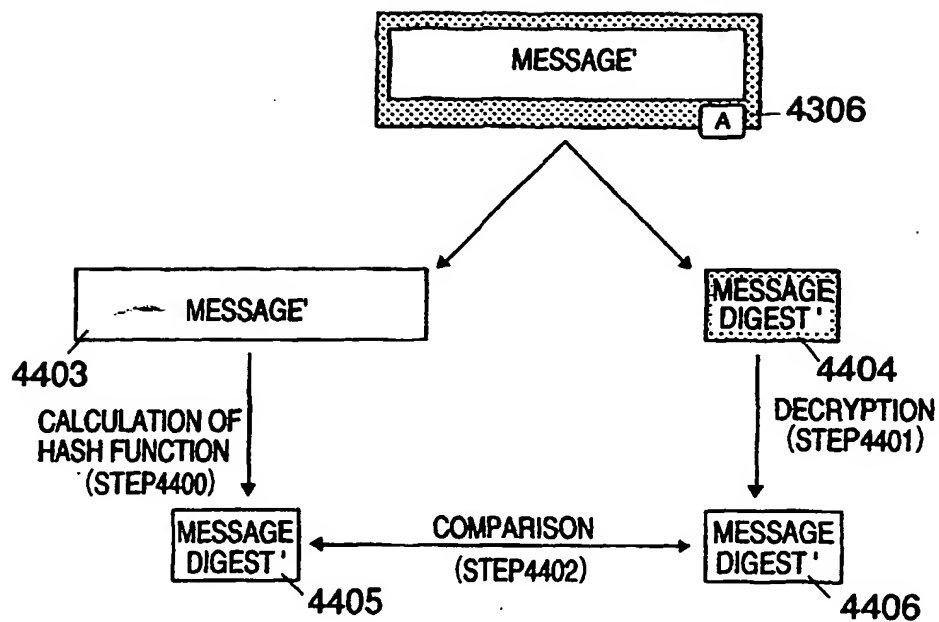 MESSAGE'
A
4306
MESSAGE'
4403
MESSAGE
DIGEST '
4404
CALCULATION OF
HASH FUNCTION
(STEP4400)
DECRYPTION
(STEP4401)
MESSAGE
DIGEST '
4405
COMPARISON
(STEP4402)
MESSAGE
DIGEST '
4406